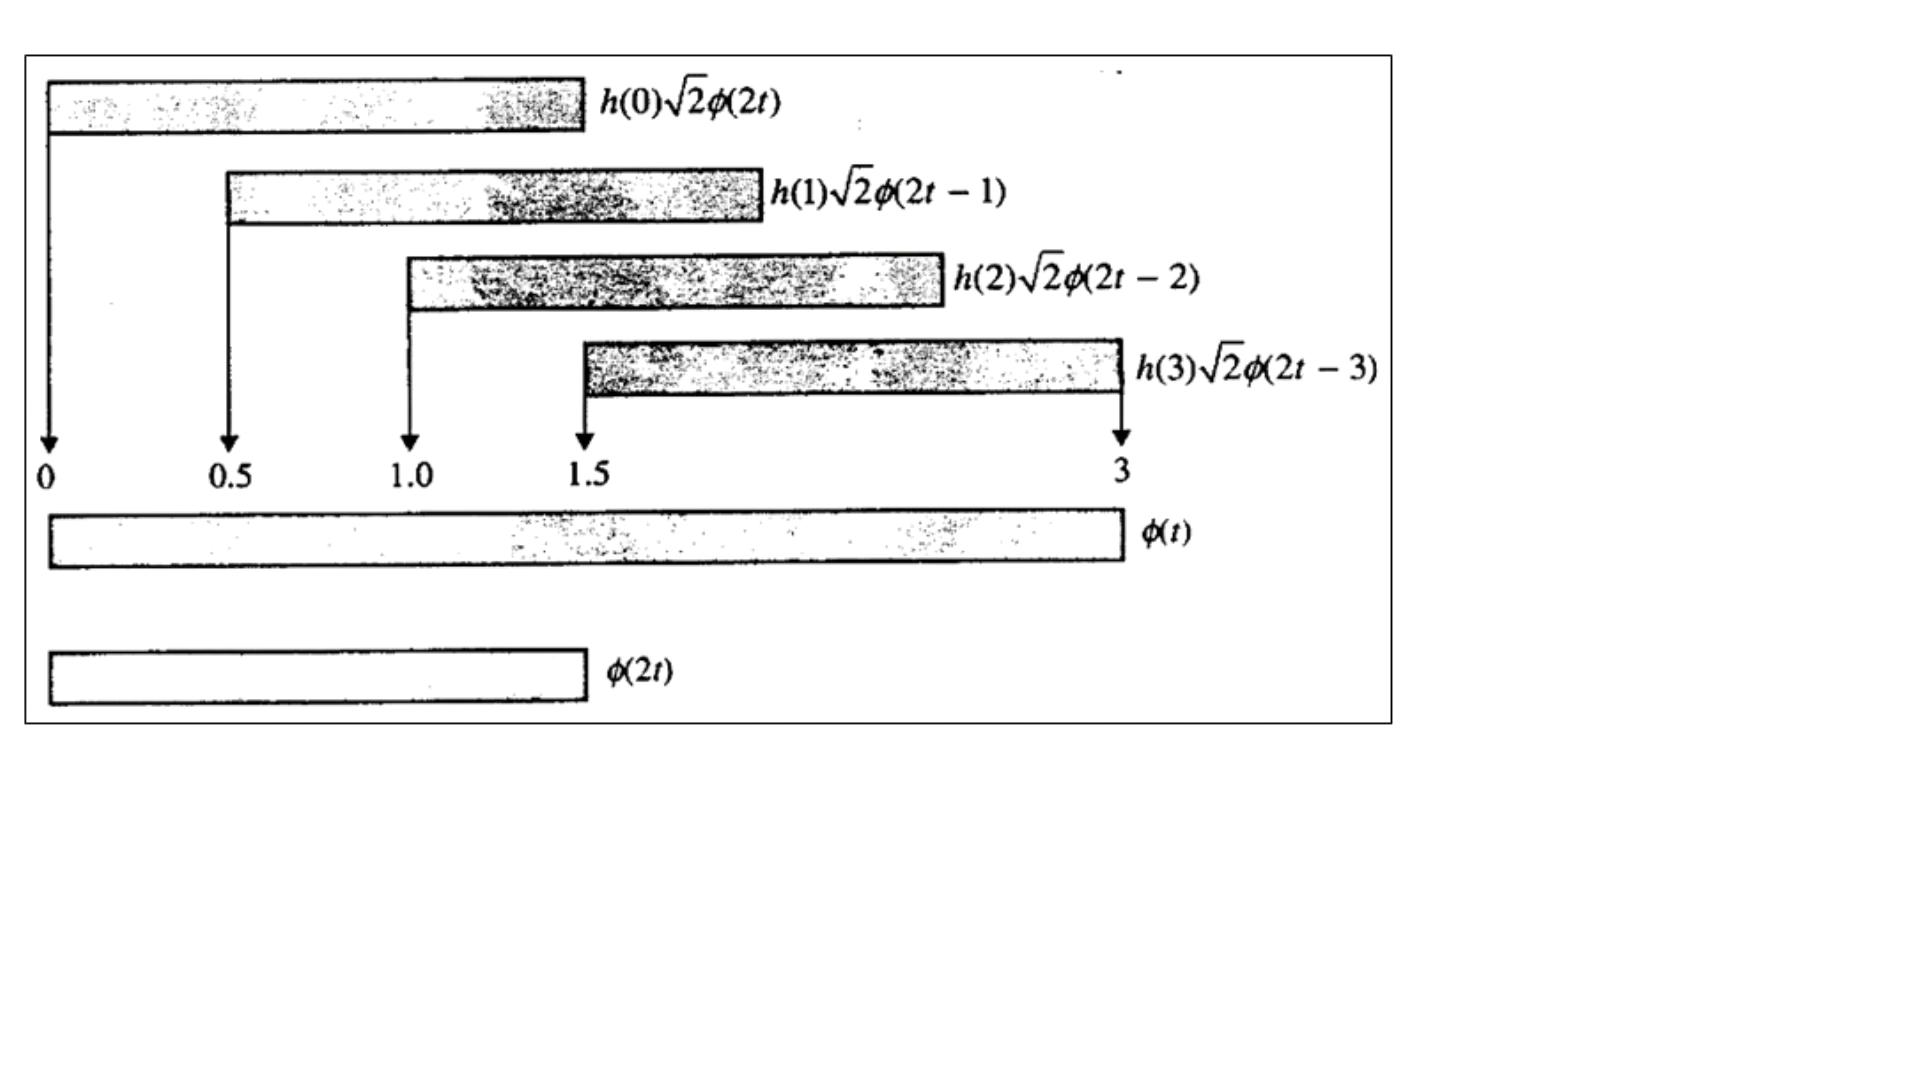 h(0)√2ϕ(2t)
h(1)√2ϕ(2t − 1)
h(2)√2ϕ(2t − 2)
h(3)√2ϕ(2t − 3)
0 0.5 1.0 1.5 3
ϕ(t)
ϕ(2t)